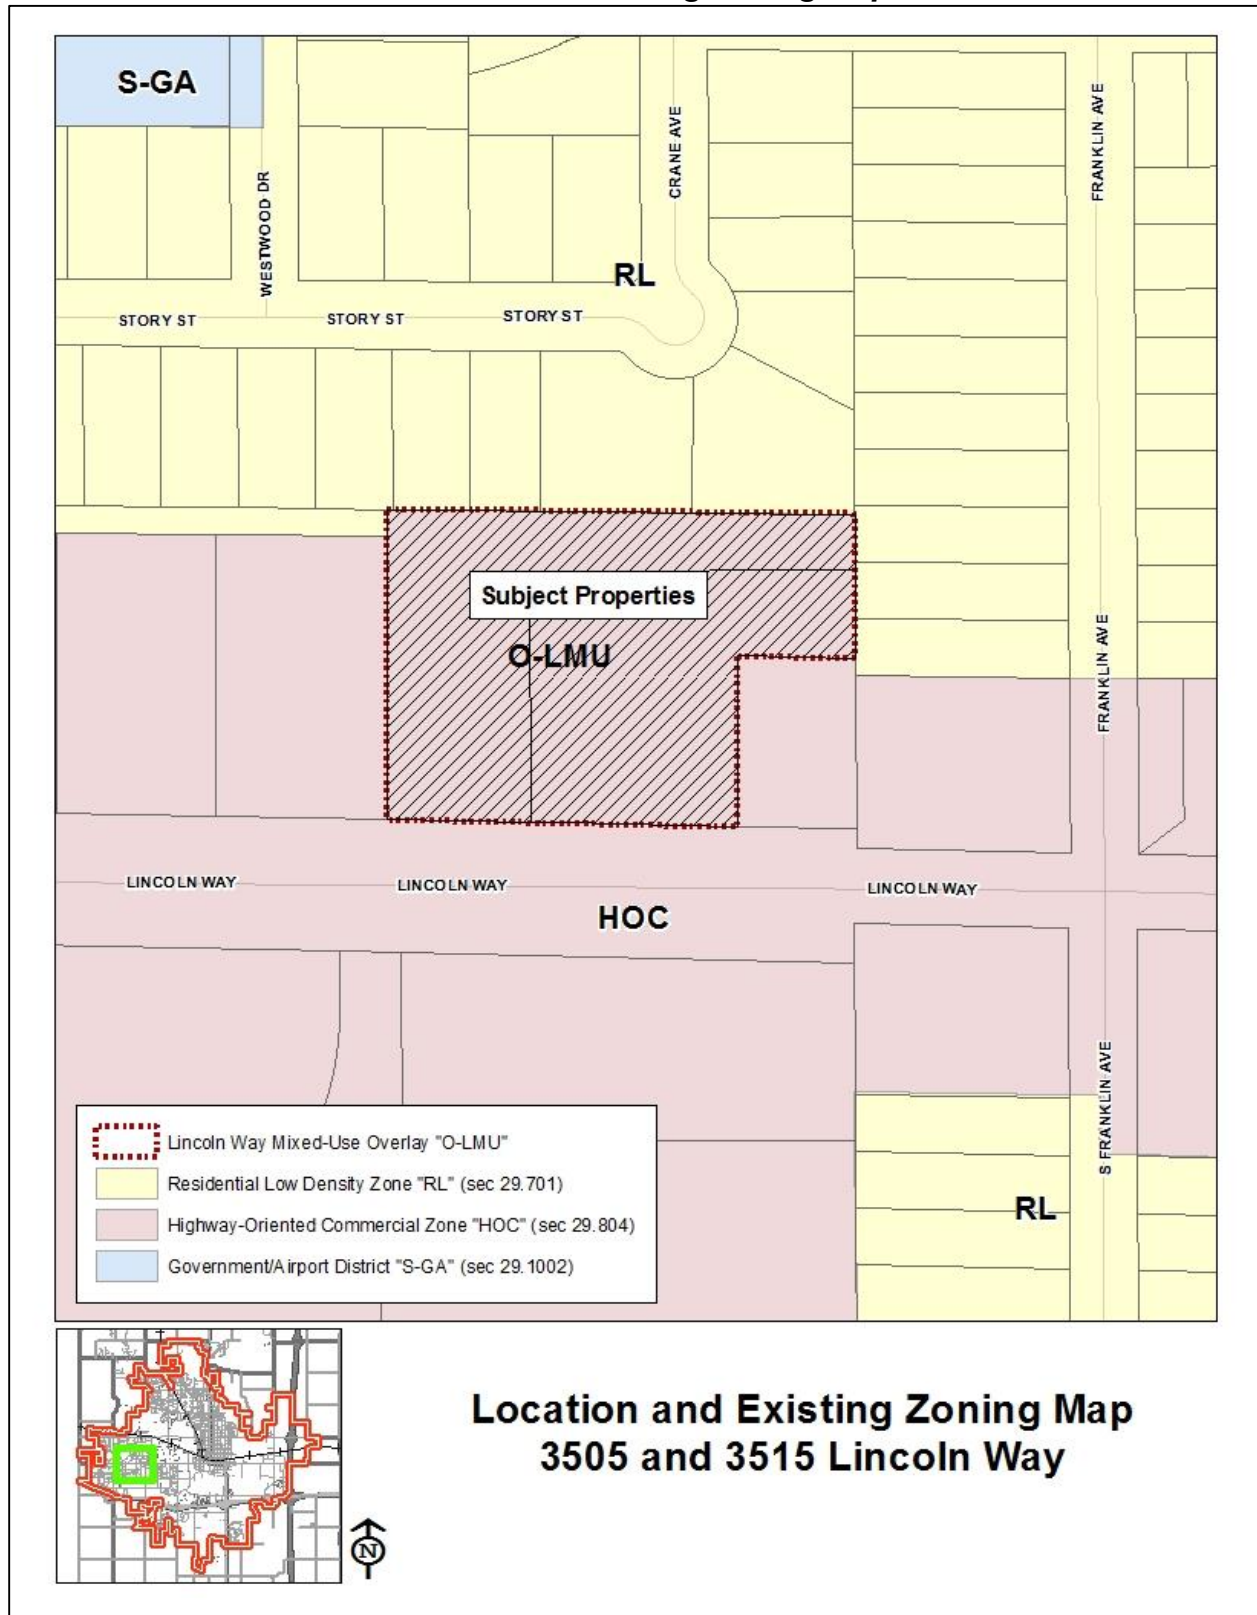 S-GA
WESTWOOD DR
CRANE AVE
FRANKLIN AVE
RL
STORY ST
STORY ST
STORY ST
Subject Properties
O-LMU
FRANKLIN AVE
LINCOLN WAY
LINCOLN WAY
LINCOLN WAY
HOC
S FRANKLIN AVE
RL
Lincoln Way Mixed-Use Overlay "O-LMU"
Residential Low Density Zone "RL" (sec 29.701)
Highway-Oriented Commercial Zone "HOC" (sec 29.804)
Government/Airport District "S-GA" (sec 29.1002)
Location and Existing Zoning Map
3505 and 3515 Lincoln Way
N